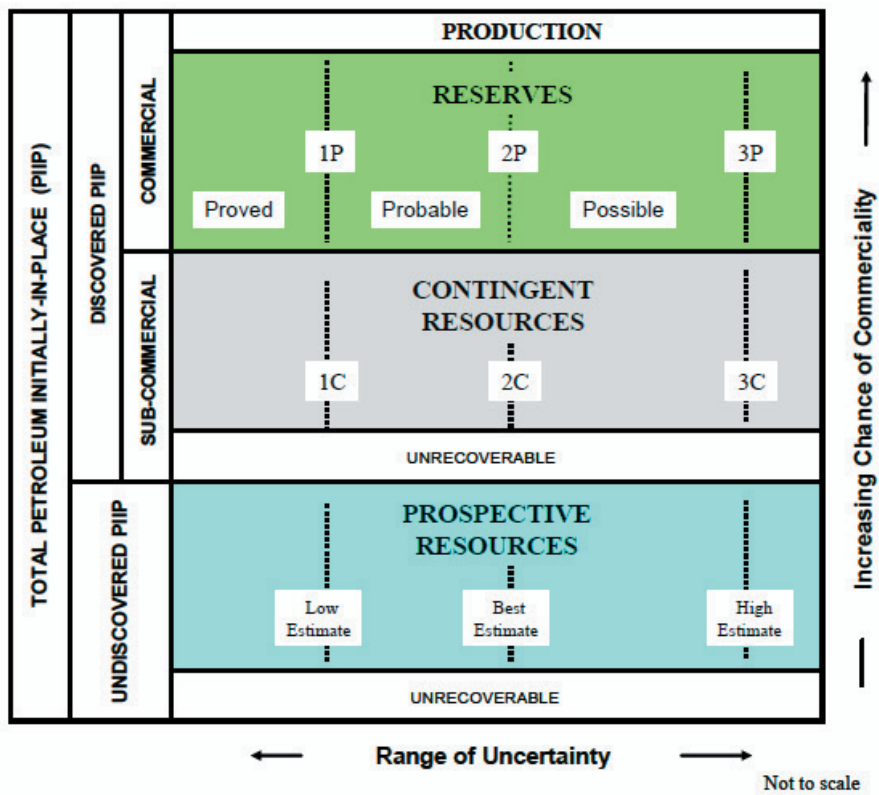 TOTAL PETROLEUM INITIALLY-IN-PLACE (PIIP)
DISCOVERED PIIP
COMMERCIAL
PRODUCTION
RESERVES
1P
2P
3P
Proved
Probable
Possible
SUB-COMMERCIAL
CONTINGENT
RESOURCES
1C
2C
3C
UNRECOVERABLE
UNDISCOVERED PIIP
PROSPECTIVE
RESOURCES
Low
Estimate
Best
Estimate
High
Estimate
UNRECOVERABLE
Increasing Chance of Commerciality
Range of Uncertainty
Not to scale